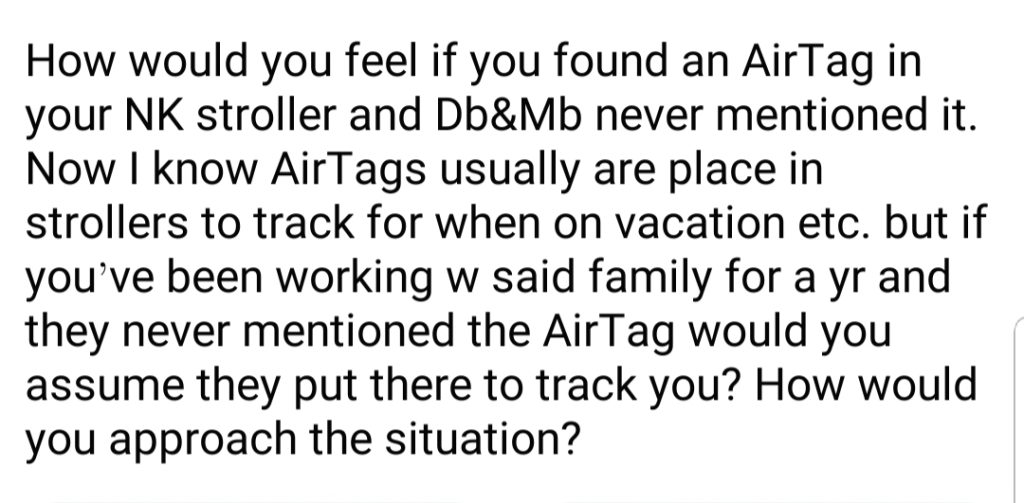 How would you feel if you found an AirTag in
your NK stroller and Db&Mb never mentioned it.
Now I know AirTags usually are place in
strollers to track for when on vacation etc. but if
you’ve been working w said family for a yr and
they never mentioned the AirTag would you
assume they put there to track you? How would
you approach the situation?